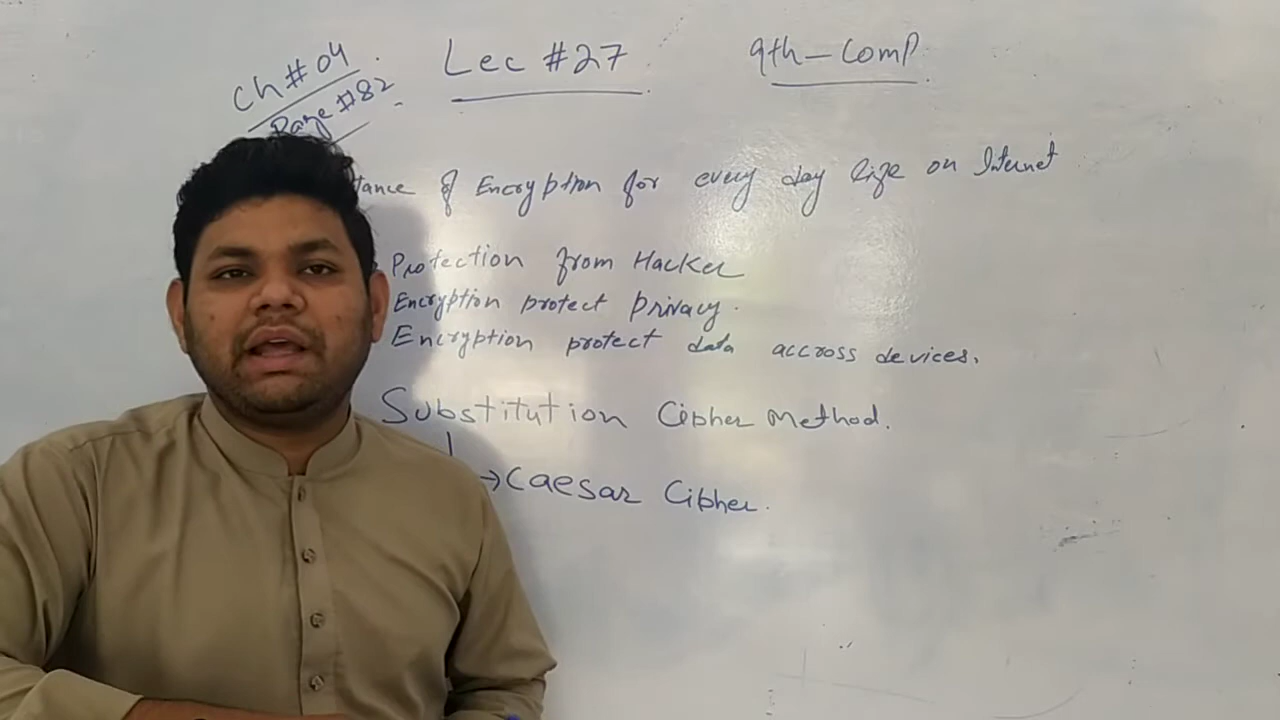 Ch#04
Page #82
Lec #27
9th-Comp
tance of Encryption for every day life on Internet
Protection from Hacker
Encryption protect privacy.
Encryption protect data accross devices.
Substitution Cipher Method.
→Caesar Cipher.